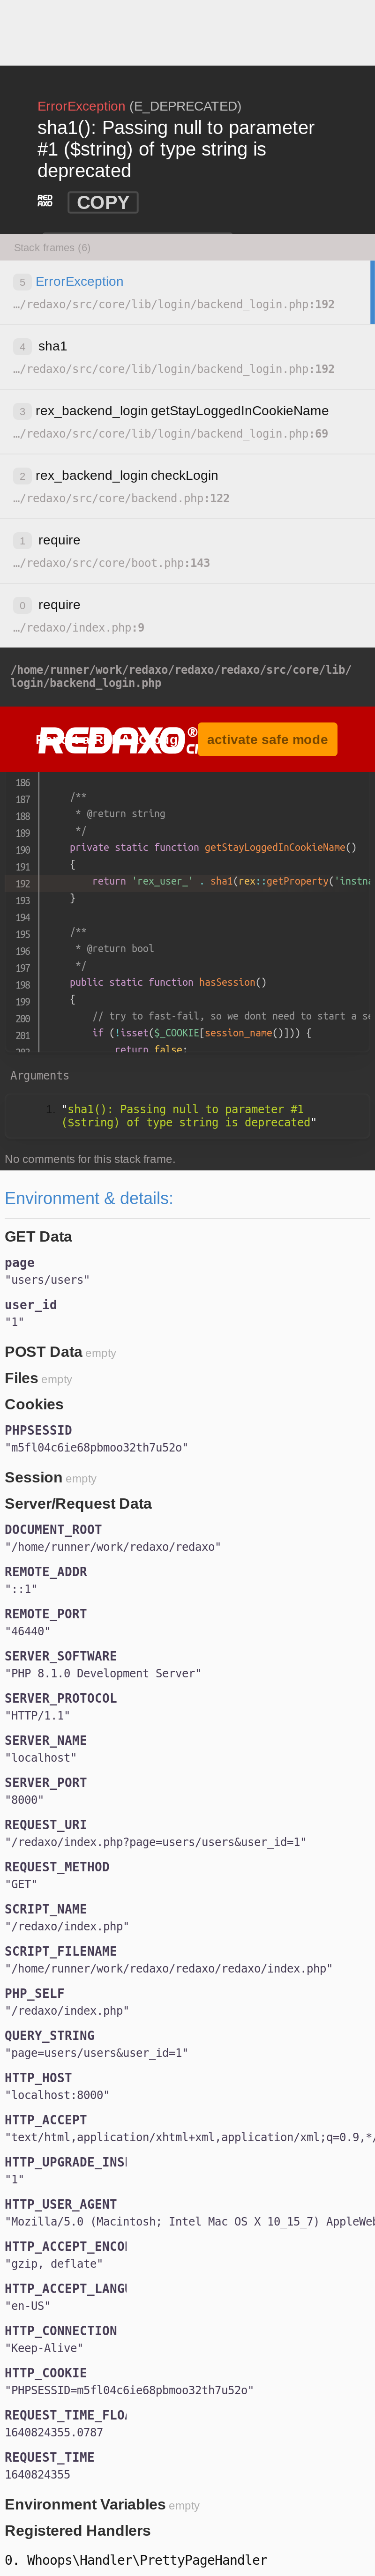 ErrorException (E_DEPRECATED)
sha1(): Passing null to parameter
#1 ($string) of type string is
deprecated
RED
AXO
COPY
Stack frames (6)
5 ErrorException
…/redaxo/src/core/lib/login/backend_login.php:192
4 sha1
…/redaxo/src/core/lib/login/backend_login.php:192
3 rex_backend_login getStayLoggedInCookieName
…/redaxo/src/core/lib/login/backend_login.php:69
2 rex_backend_login checkLogin
…/redaxo/src/core/backend.php:122
1 require
…/redaxo/src/core/boot.php:143
0 require
…/redaxo/index.php:9
/home/runner/work/redaxo/redaxo/redaxo/src/core/lib/
login/backend_login.php
REDAXO®
activate safe mode
186
187 /**
188 * @return string
189 */
190 private static function getStayLoggedInCookieName()
191 {
192 return 'rex_user_' . sha1(rex::getProperty('instna
193 }
194
195 /**
196 * @return bool
197 */
198 public static function hasSession()
199 {
200 // try to fast-fail, so we dont need to start a se
201 if (!isset($_COOKIE[session_name()])) {
202 return false;
Arguments
1. "sha1(): Passing null to parameter #1
($string) of type string is deprecated"
No comments for this stack frame.
Environment & details:
GET Data
page
"users/users"
user_id
"1"
POST Data empty
Files empty
Cookies
PHPSESSID
"m5fl04c6ie68pbmoo32th7u52o"
Session empty
Server/Request Data
DOCUMENT_ROOT
"/home/runner/work/redaxo/redaxo"
REMOTE_ADDR
"::1"
REMOTE_PORT
"46440"
SERVER_SOFTWARE
"PHP 8.1.0 Development Server"
SERVER_PROTOCOL
"HTTP/1.1"
SERVER_NAME
"localhost"
SERVER_PORT
"8000"
REQUEST_URI
"/redaxo/index.php?page=users/users&user_id=1"
REQUEST_METHOD
"GET"
SCRIPT_NAME
"/redaxo/index.php"
SCRIPT_FILENAME
"/home/runner/work/redaxo/redaxo/redaxo/index.php"
PHP_SELF
"/redaxo/index.php"
QUERY_STRING
"page=users/users&user_id=1"
HTTP_HOST
"localhost:8000"
HTTP_ACCEPT
"text/html,application/xhtml+xml,application/xml;q=0.9,*/
HTTP_UPGRADE_INSE
"1"
HTTP_USER_AGENT
"Mozilla/5.0 (Macintosh; Intel Mac OS X 10_15_7) AppleWeb
HTTP_ACCEPT_ENCOD
"gzip, deflate"
HTTP_ACCEPT_LANGU
"en-US"
HTTP_CONNECTION
"Keep-Alive"
HTTP_COOKIE
"PHPSESSID=m5fl04c6ie68pbmoo32th7u52o"
REQUEST_TIME_FLOA
1640824355.0787
REQUEST_TIME
1640824355
Environment Variables empty
Registered Handlers
0. Whoops\Handler\PrettyPageHandler